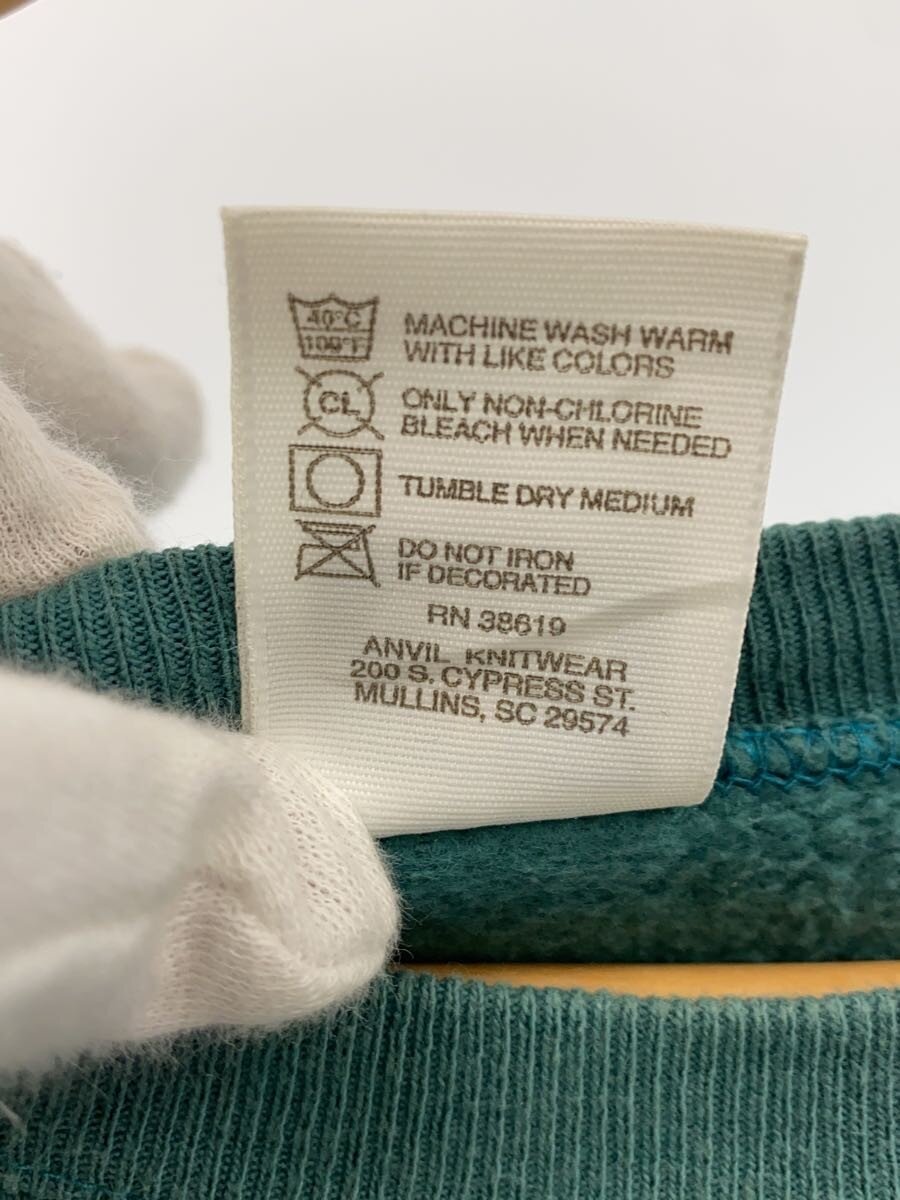 40°C
100°F
MACHINE WASH WARM
WITH LIKE COLORS
CL
ONLY NON-CHLORINE
BLEACH WHEN NEEDED
TUMBLE DRY MEDIUM
DO NOT IRON
IF DECORATED
RN 38619
ANVIL KNITWEAR
200 S. CYPRESS ST.
MULLINS, SC 29574